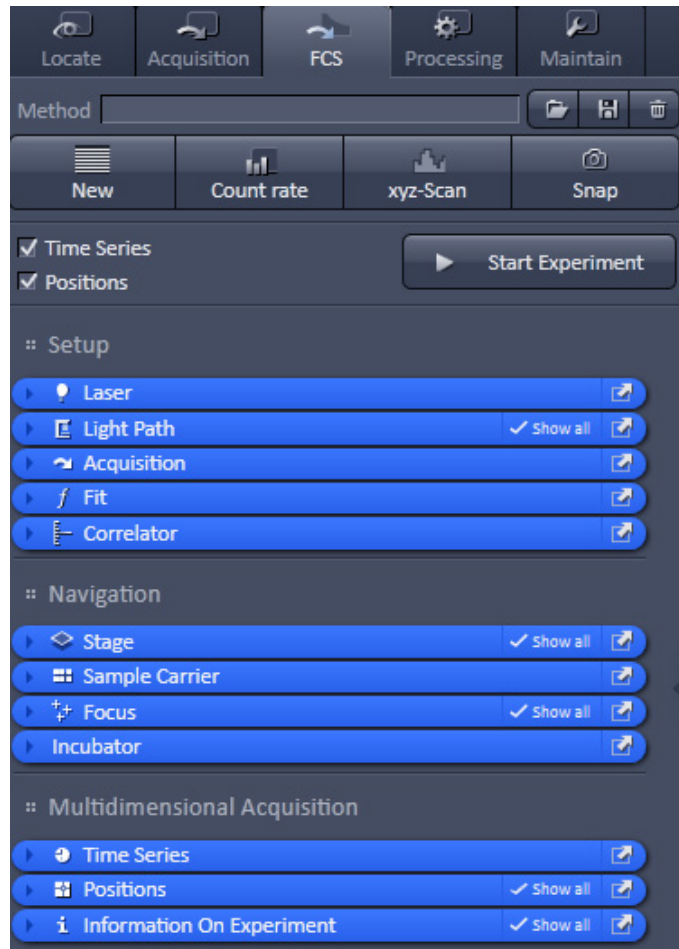 Locate Acquisition FCS Processing Maintain
Method
New Count rate xyz-Scan Snap
Time Series
Start Experiment
Positions
Setup
Laser
Light Path Show all
Acquisition
f Fit
Correlator
Navigation
Stage Show all
Sample Carrier
Focus Show all
Incubator
Multidimensional Acquisition
Time Series
Positions Show all
i Information On Experiment Show all